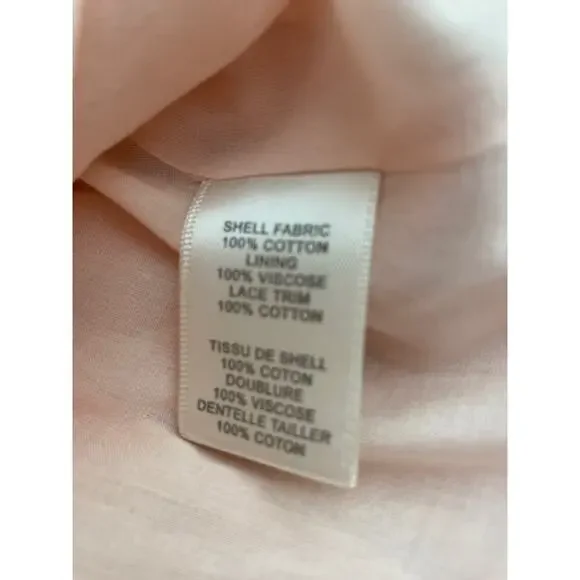 SHELL FABRIC
100% COTTON
LINING
100% VISCOSE
LACE TRIM
100% COTTON
TISSU DE SHELL
100% COTON
DOUBLURE
100% VISCOSE
DENTELLE TAILLER
100% COTON